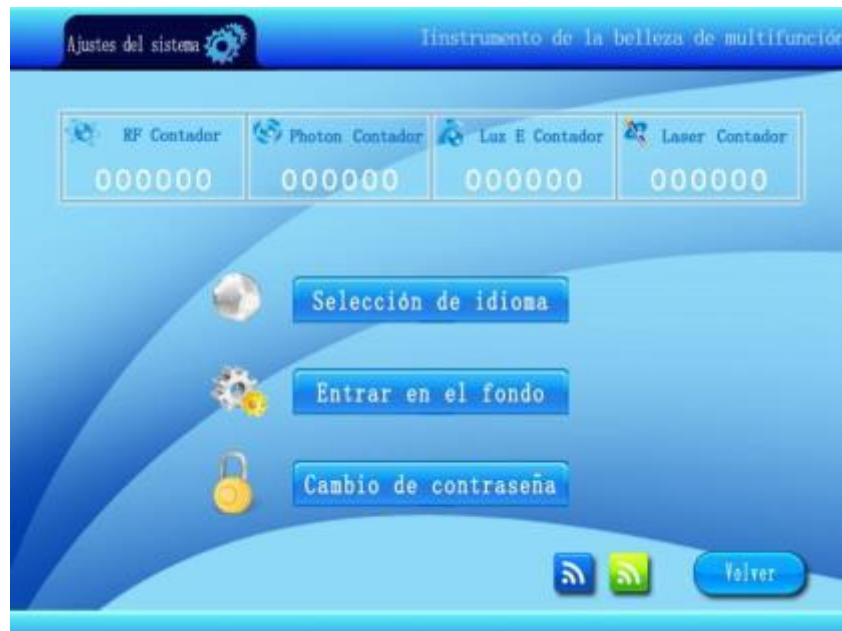 Ajustes del sistema
Iinstrumento de la belleza de multifunción
RF Contador
Photon Contador
Lux E Contador
Laser Contador
000000
000000
000000
000000
Selección de idioma
Entrar en el fondo
Cambio de contraseña
Volver